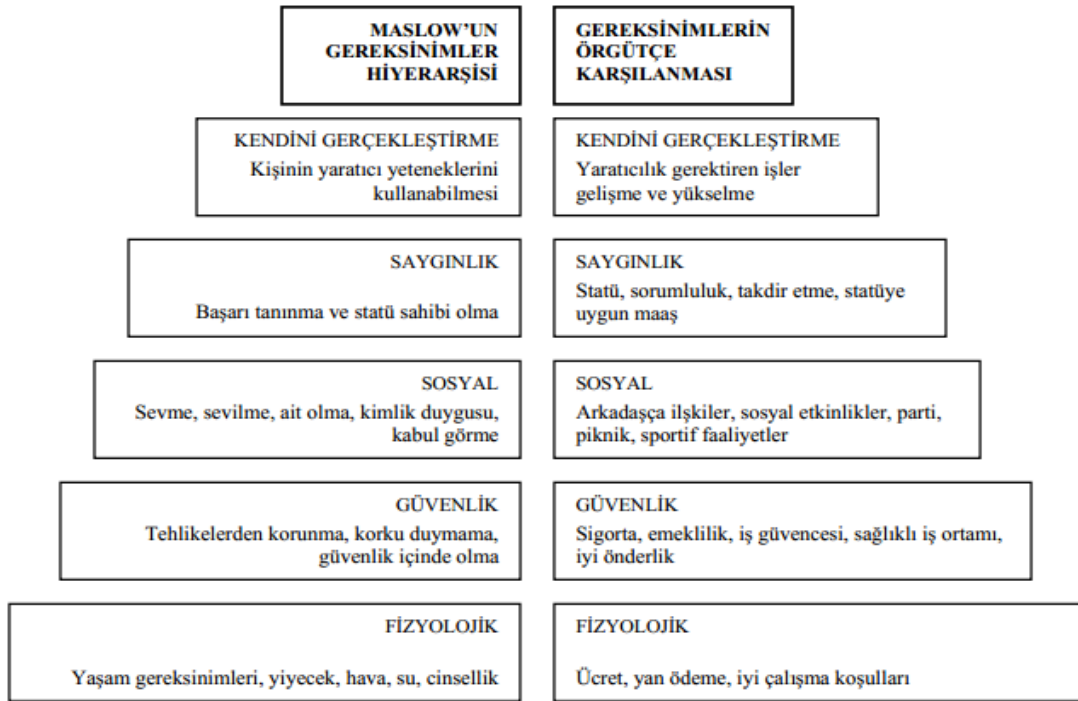 MASLOW’UN
GEREKSİNİMLER
HİYERARŞİSİ
GEREKSİNİMLERİN
ÖRGÜTÇE
KARŞILANMASI
KENDİNİ GERÇEKLEŞTİRME
Kişinin yaratıcı yeteneklerini
kullanabilmesi
KENDİNİ GERÇEKLEŞTİRME
Yaratıcılık gerektiren işler
gelişme ve yükselme
SAYGINLIK
Başarı tanınma ve statü sahibi olma
SAYGINLIK
Statü, sorumluluk, takdir etme, statüye
uygun maaş
SOSYAL
Sevme, sevilme, ait olma, kimlik duygusu,
kabul görme
SOSYAL
Arkadaşça ilşkiler, sosyal etkinlikler, parti,
piknik, sportif faaliyetler
GÜVENLİK
Tehlikelerden korunma, korku duymama,
güvenlik içinde olma
GÜVENLİK
Sigorta, emeklilik, iş güvencesi, sağlıklı iş ortamı,
iyi önderlik
FİZYOLOJİK
Yaşam gereksinimleri, yiyecek, hava, su, cinsellik
FİZYOLOJİK
Ücret, yan ödeme, iyi çalışma koşulları